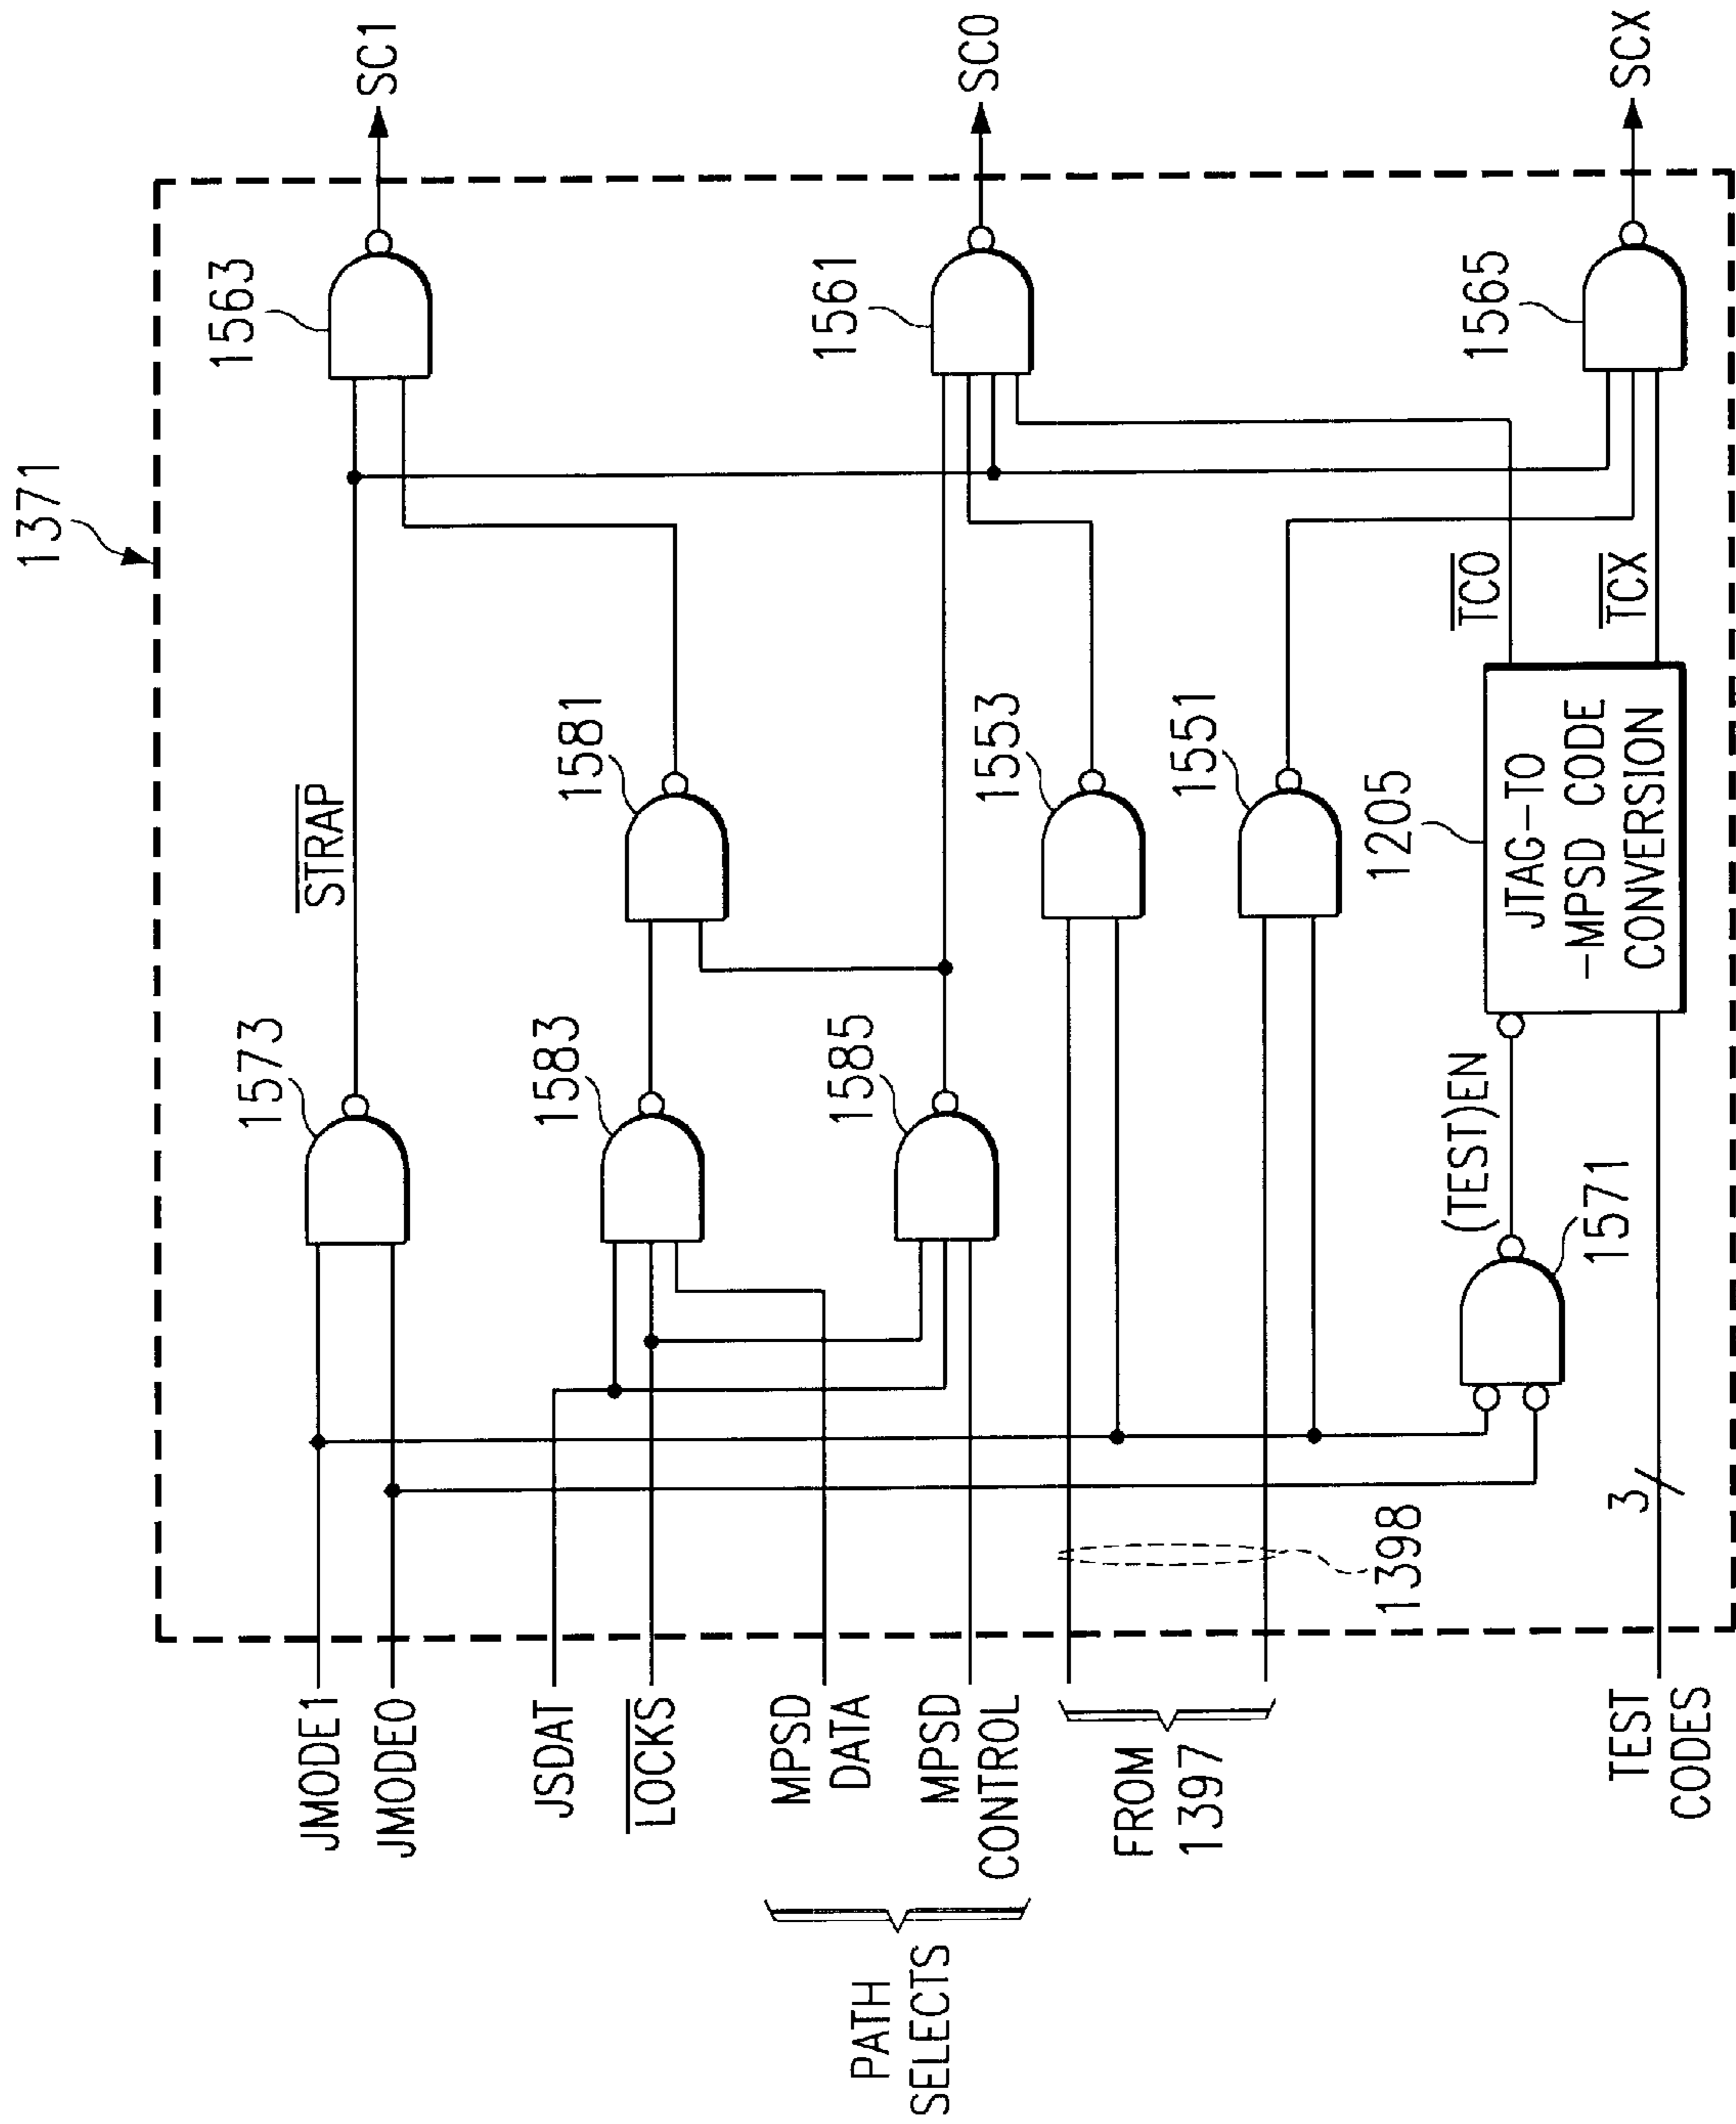 1371
JMODE1
JMODE0
JSDAT
LOCKS
MPSD
DATA
MPSD
CONTROL
PATH
SELECTS
FROM
1397
TEST
CODES
1573
STRAP
1563
SC1
1583
1581
1585
1561
SC0
1553
1551
1398
3
1571
(TEST)EN
1205
JTAG-TO
-MPSD CODE
CONVERSION
TC0
TCX
1565
SCX